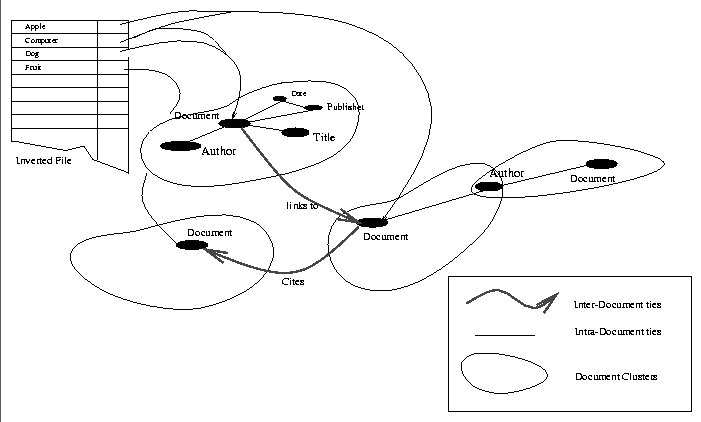 Apple
Computer
Dog
Fruit
Inverted File
Date
Publisher
Document
Title
Author
links to
Document
Author
Document
Document
Cites
Inter-Document ties
Intra-Document ties
Document Clusters